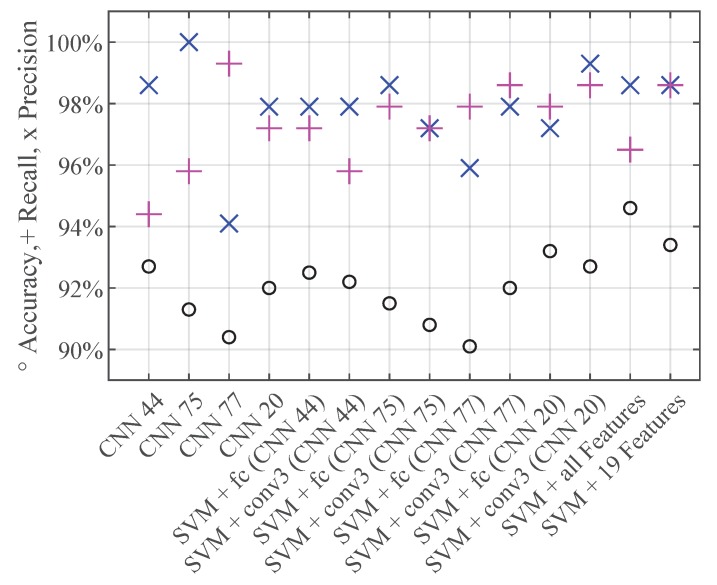 ° Accuracy,+ Recall, x Precision
100%
98%
96%
94%
92%
90%
CNN 44
CNN 75
CNN 77
CNN 20
SVM + fc (CNN 44)
SVM + conv3 (CNN 44)
SVM + fc (CNN 75)
SVM + conv3 (CNN 75)
SVM + fc (CNN 77)
SVM + conv3 (CNN 77)
SVM + fc (CNN 20)
SVM + conv3 (CNN 20)
SVM + all Features
SVM + 19 Features